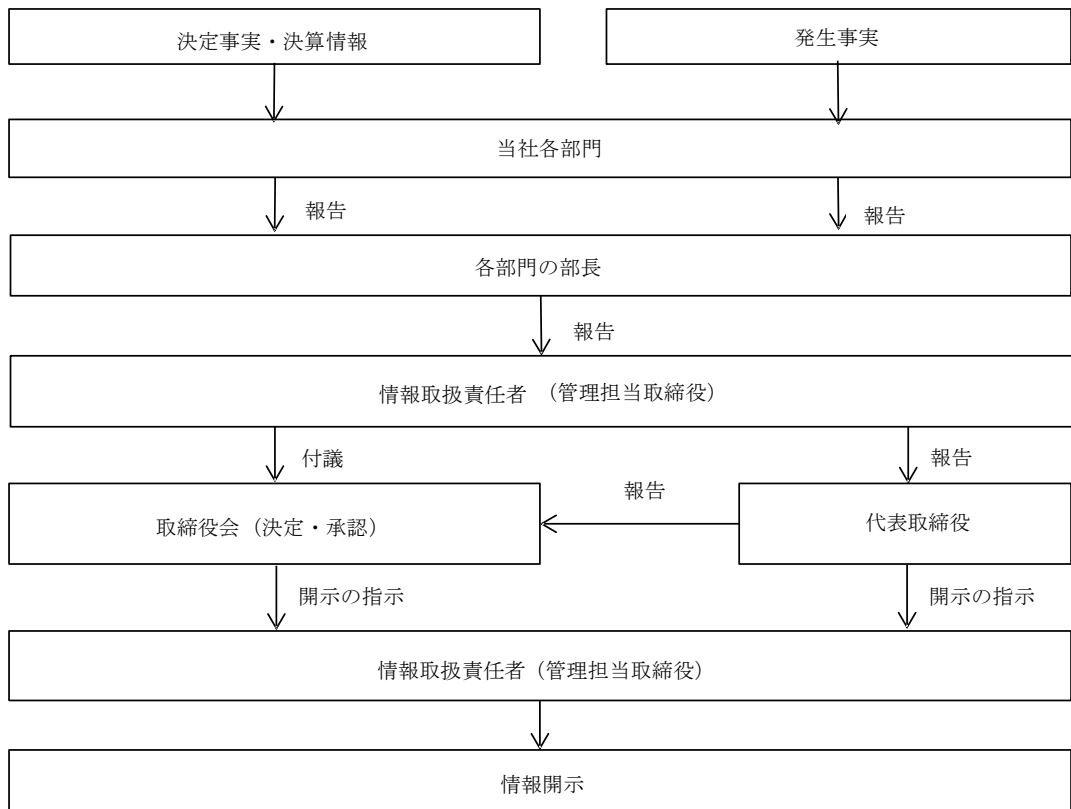 決定事実・決算情報
発生事実
当社各部門
報告
報告
各部門の部長
報告
情報取扱責任者 （管理担当取締役）
付議
報告
報告
取締役会（決定・承認）
代表取締役
開示の指示
開示の指示
情報取扱責任者（管理担当取締役）
情報開示